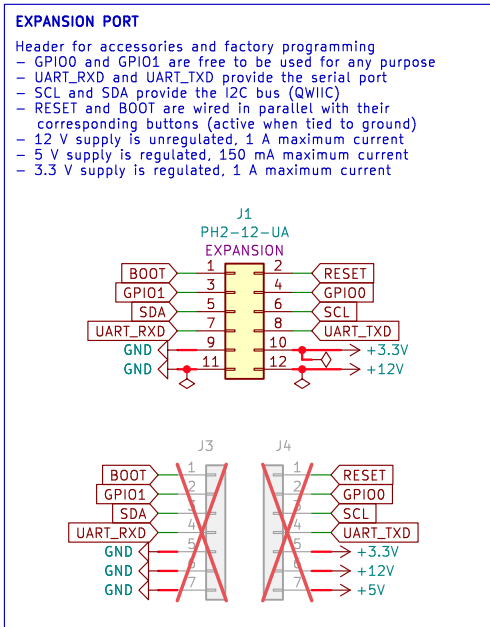 EXPANSION PORT
Header for accessories and factory programming
– GPIO0 and GPIO1 are free to be used for any purpose
– UART_RXD and UART_TXD provide the serial port
– SCL and SDA provide the I2C bus (QWIIC)
– RESET and BOOT are wired in parallel with their
corresponding buttons (active when tied to ground)
– 12 V supply is unregulated, 1 A maximum current
– 5 V supply is regulated, 150 mA maximum current
– 3.3 V supply is regulated, 1 A maximum current
J1
PH2-12-UA
EXPANSION
BOOT 1 2 RESET
GPIO1 3 4 GPIO0
SDA 5 6 SCL
UART_RXD 7 8 UART_TXD
GND 9 10 +3.3V
GND 11 12 +12V
J3 J4
BOOT 1 1 RESET
GPIO1 2 2 GPIO0
SDA 3 3 SCL
UART_RXD 4 4 UART_TXD
GND 5 5 +3.3V
GND 6 6 +12V
GND 7 7 +5V